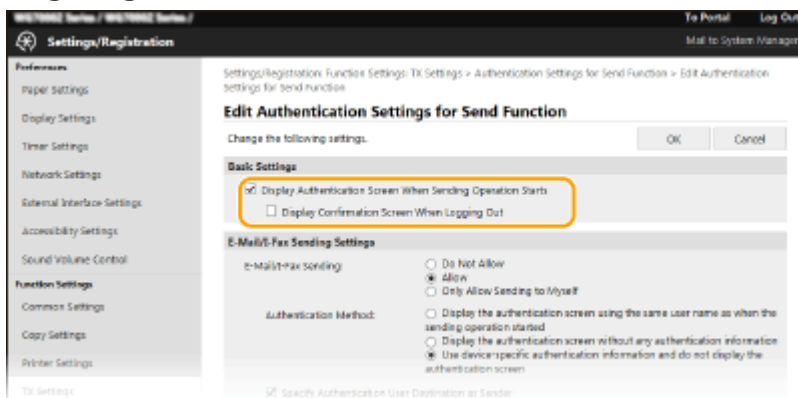 To Portal Log Out
Settings/Registration
Mail to System Manager
Preferences
Paper Settings
Display Settings
Timer Settings
Network Settings
External Interface Settings
Accessibility Settings
Sound Volume Control
Function Settings
Common Settings
Copy Settings
Printer Settings
TX Settings
Settings/Registration: Function Settings: TX Settings > Authentication Settings for Send Function > Edit Authentication
Settings for Send Function
Edit Authentication Settings for Send Function
Change the following settings.
OK Cancel
Basic Settings
Display Authentication Screen When Sending Operation Starts
Display Confirmation Screen When Logging Out
E-Mail/I-Fax Sending Settings
E-Mail/I-Fax Sending:
Do Not Allow
Allow
Only Allow Sending to Myself
Authentication Method:
Display the authentication screen using the same user name as when the
sending operation started
Display the authentication screen without any authentication information
Use device-specific authentication information and do not display the
authentication screen
Specify Authentication User Destination as Sender